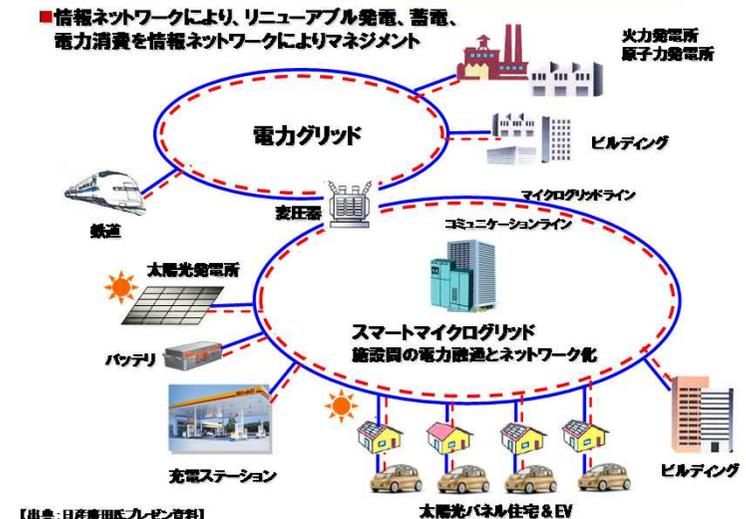 ■情報ネットワークにより、リニューアブル発電、蓄電、
電力消費を情報ネットワークによりマネジメント
火力発電所
原子力発電所
電力グリッド
ビルディング
鉄道
変圧器
マイクログリッドライン
コミュニケーションライン
太陽光発電所
スマートマイクログリッド
施設間の電力融通とネットワーク化
バッテリ
充電ステーション
ビルディング
太陽光パネル住宅&EV
【出典:日産廣田氏プレゼン資料】